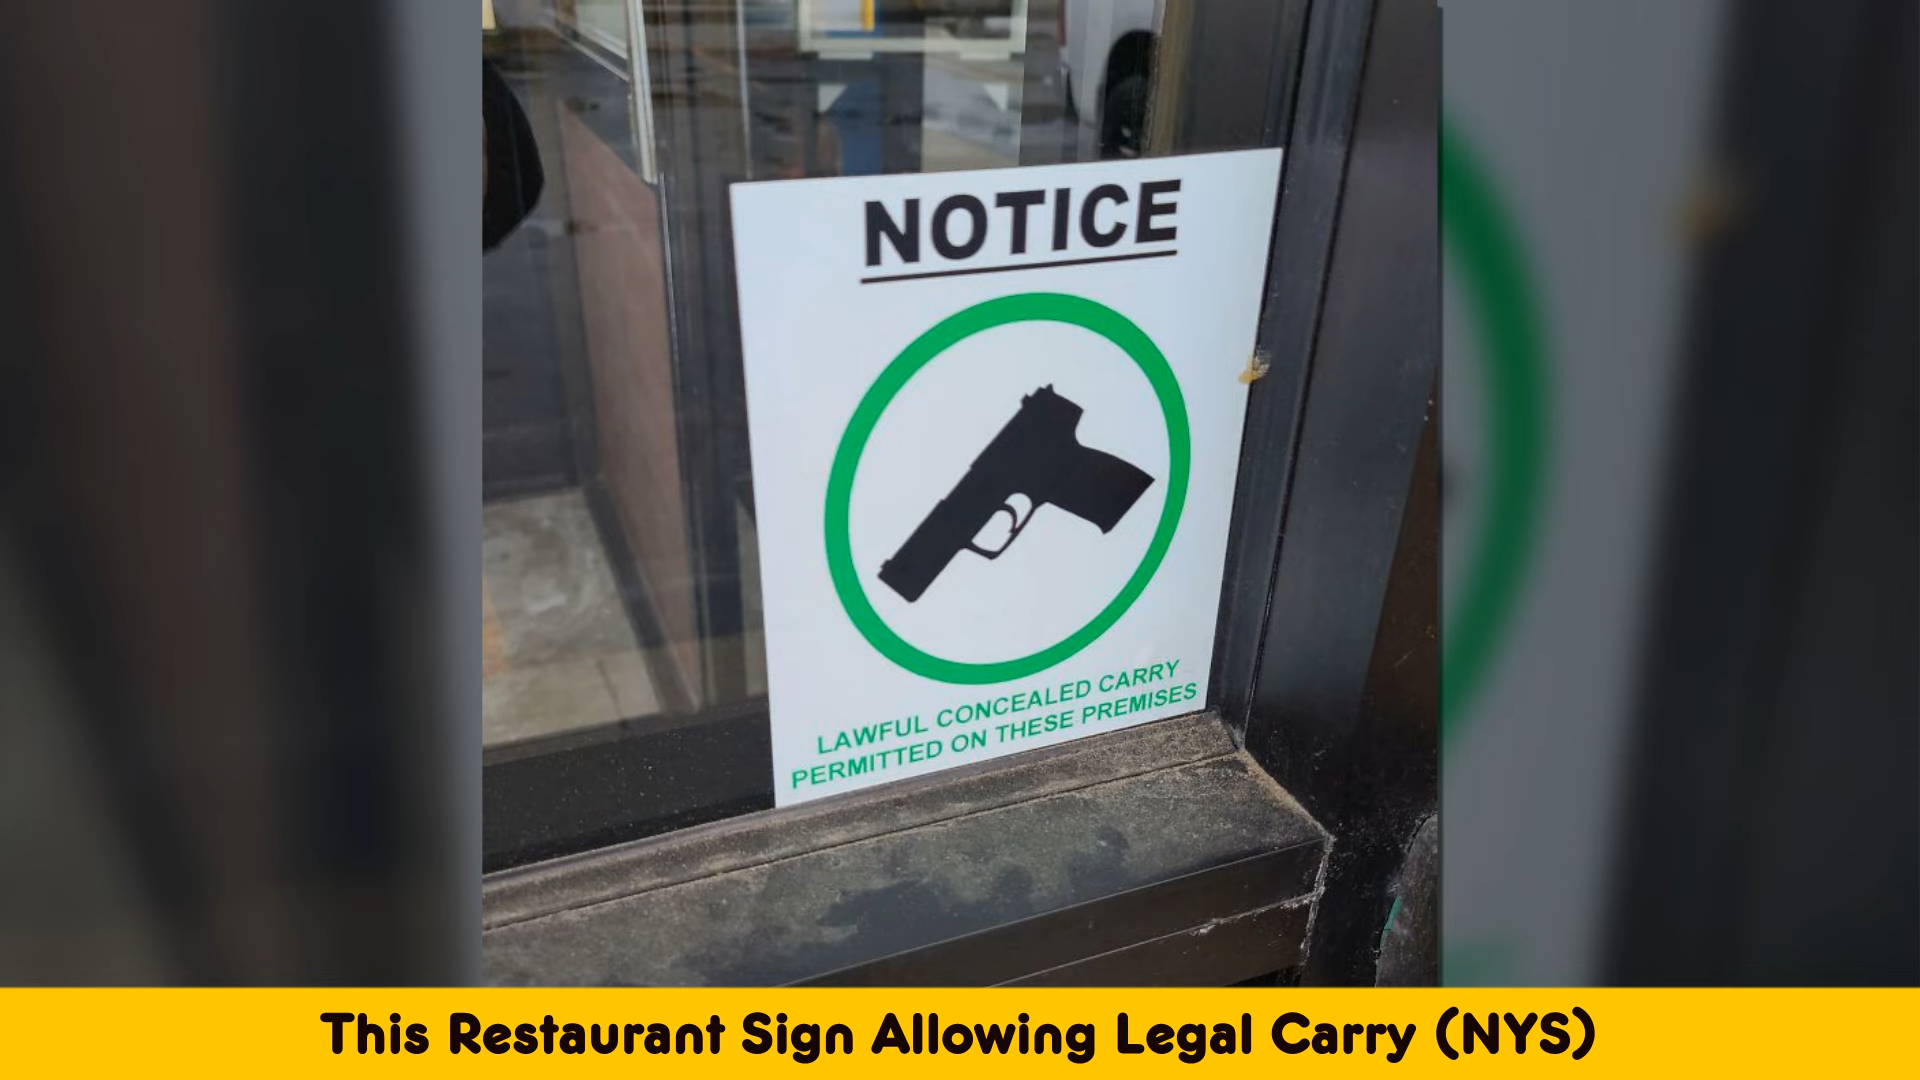 NOTICE
LAWFUL CONCEALED CARRY
PERMITTED ON THESE PREMISES
This Restaurant Sign Allowing Legal Carry (NYS)